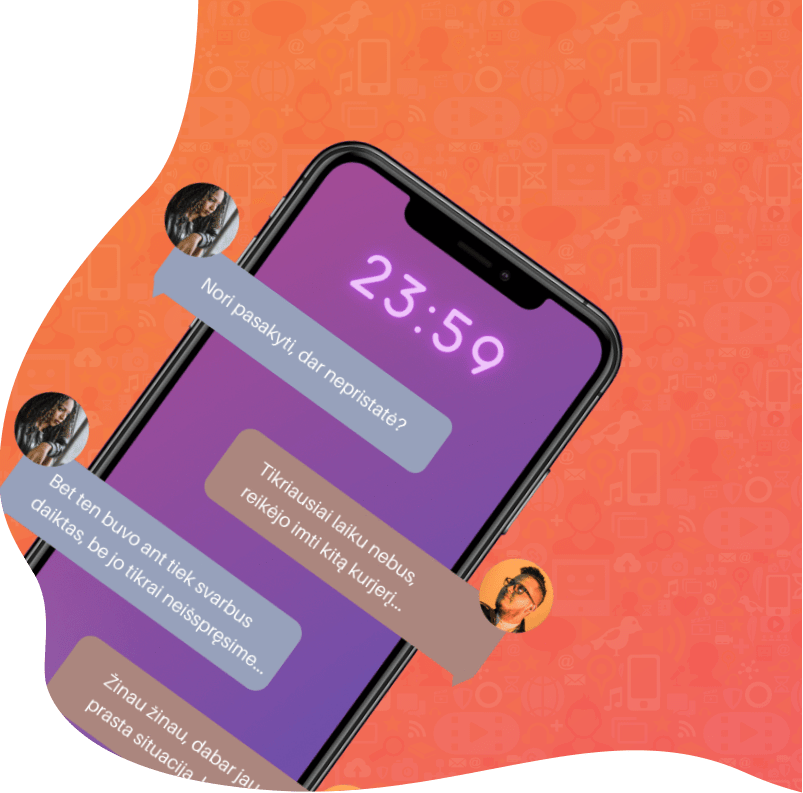 23:59
Nori pasakyti, dar nepristatė?
Tikriausiai laiku nebus,
reikėjo imti kitą kurjerį...
Bet ten buvo ant tiek svarbus
daiktas, be jo tikrai neišspręsime...
Žinau žinau, dabar jau
prasta situacija,